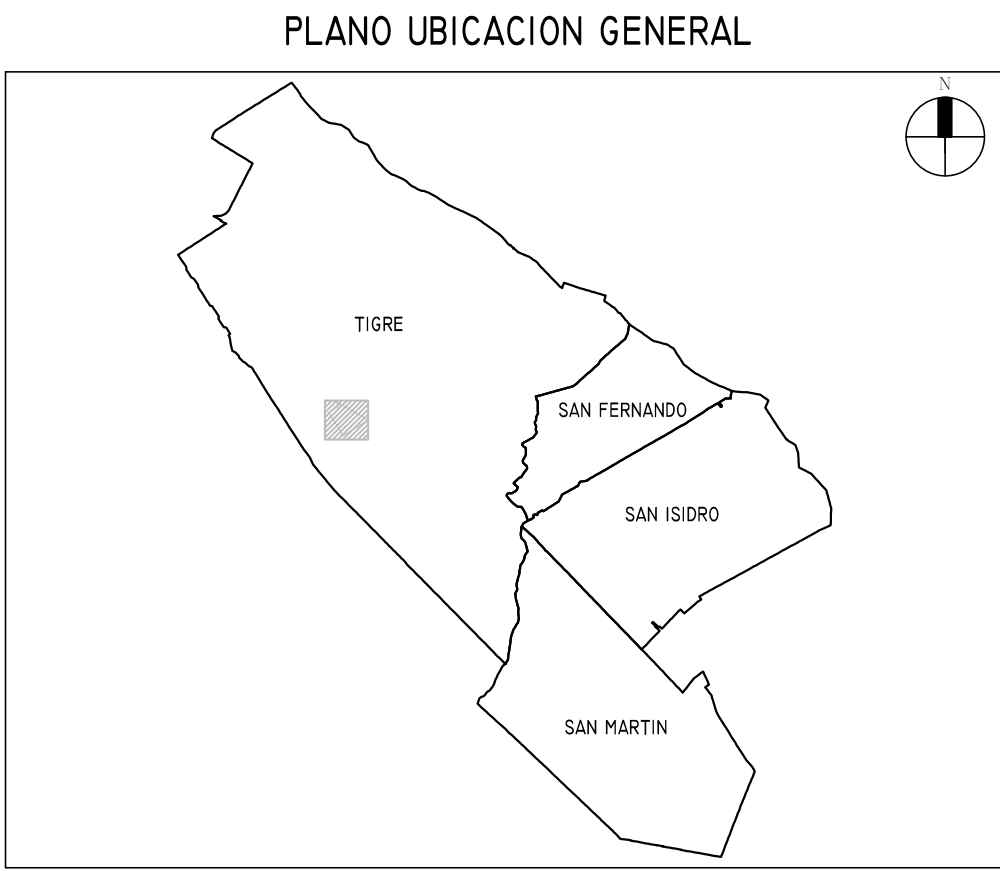 PLANO UBICACION GENERAL
N
TIGRE
SAN FERNANDO
SAN ISIDRO
SAN MARTIN